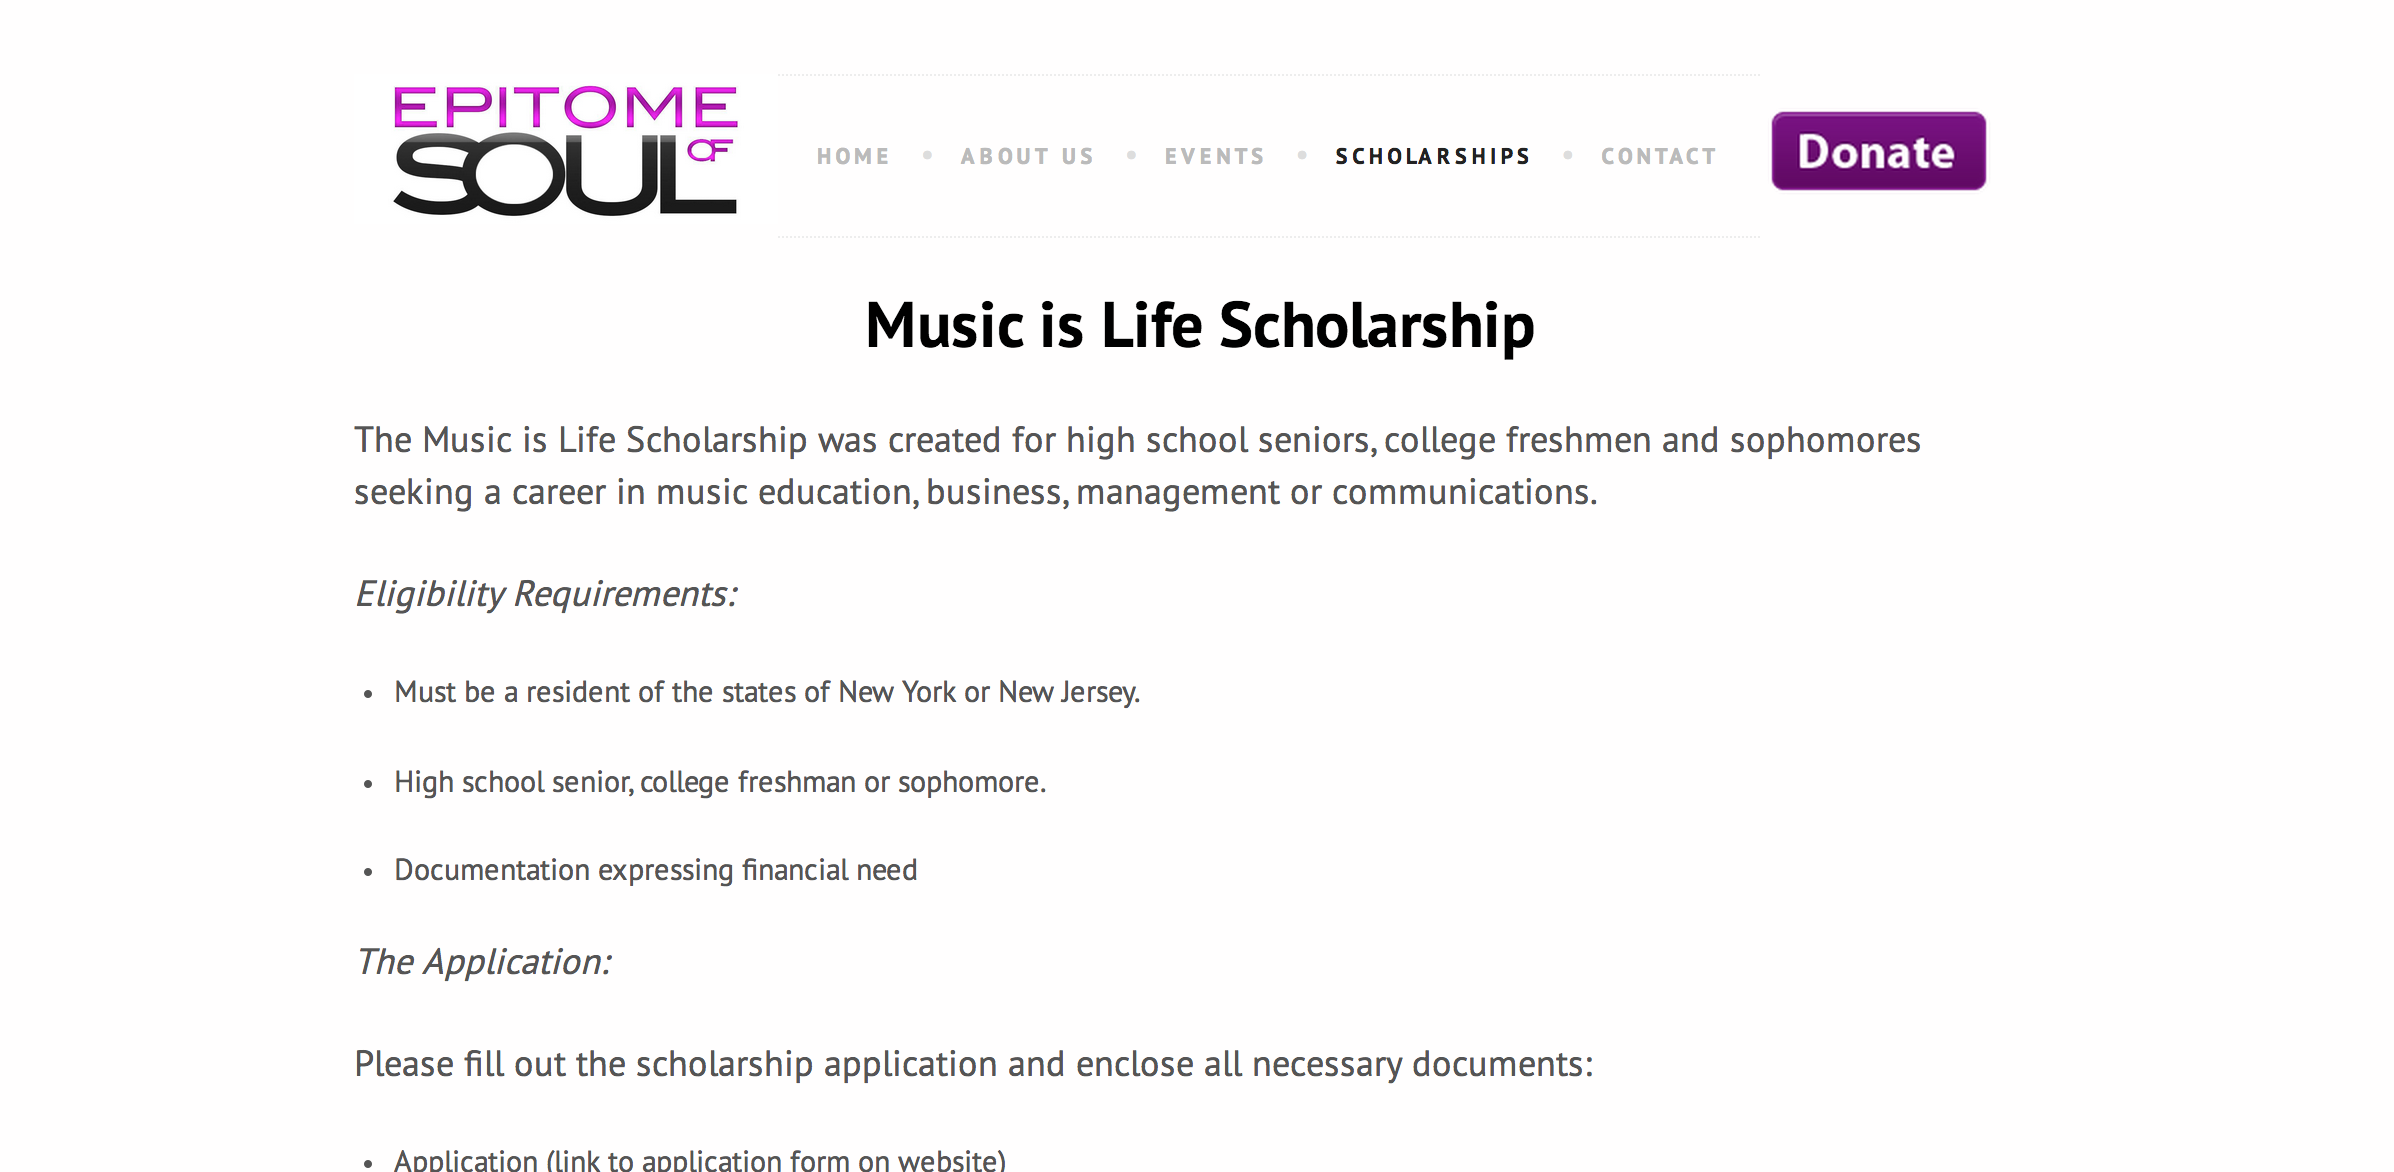 EPITOME
OF
SOUL
HOME • ABOUT US • EVENTS • SCHOLARSHIPS • CONTACT
Donate
Music is Life Scholarship
The Music is Life Scholarship was created for high school seniors, college freshmen and sophomores
seeking a career in music education, business, management or communications.
Eligibility Requirements:
• Must be a resident of the states of New York or New Jersey.
• High school senior, college freshman or sophomore.
• Documentation expressing financial need
The Application:
Please fill out the scholarship application and enclose all necessary documents:
• Application (link to application form on website)